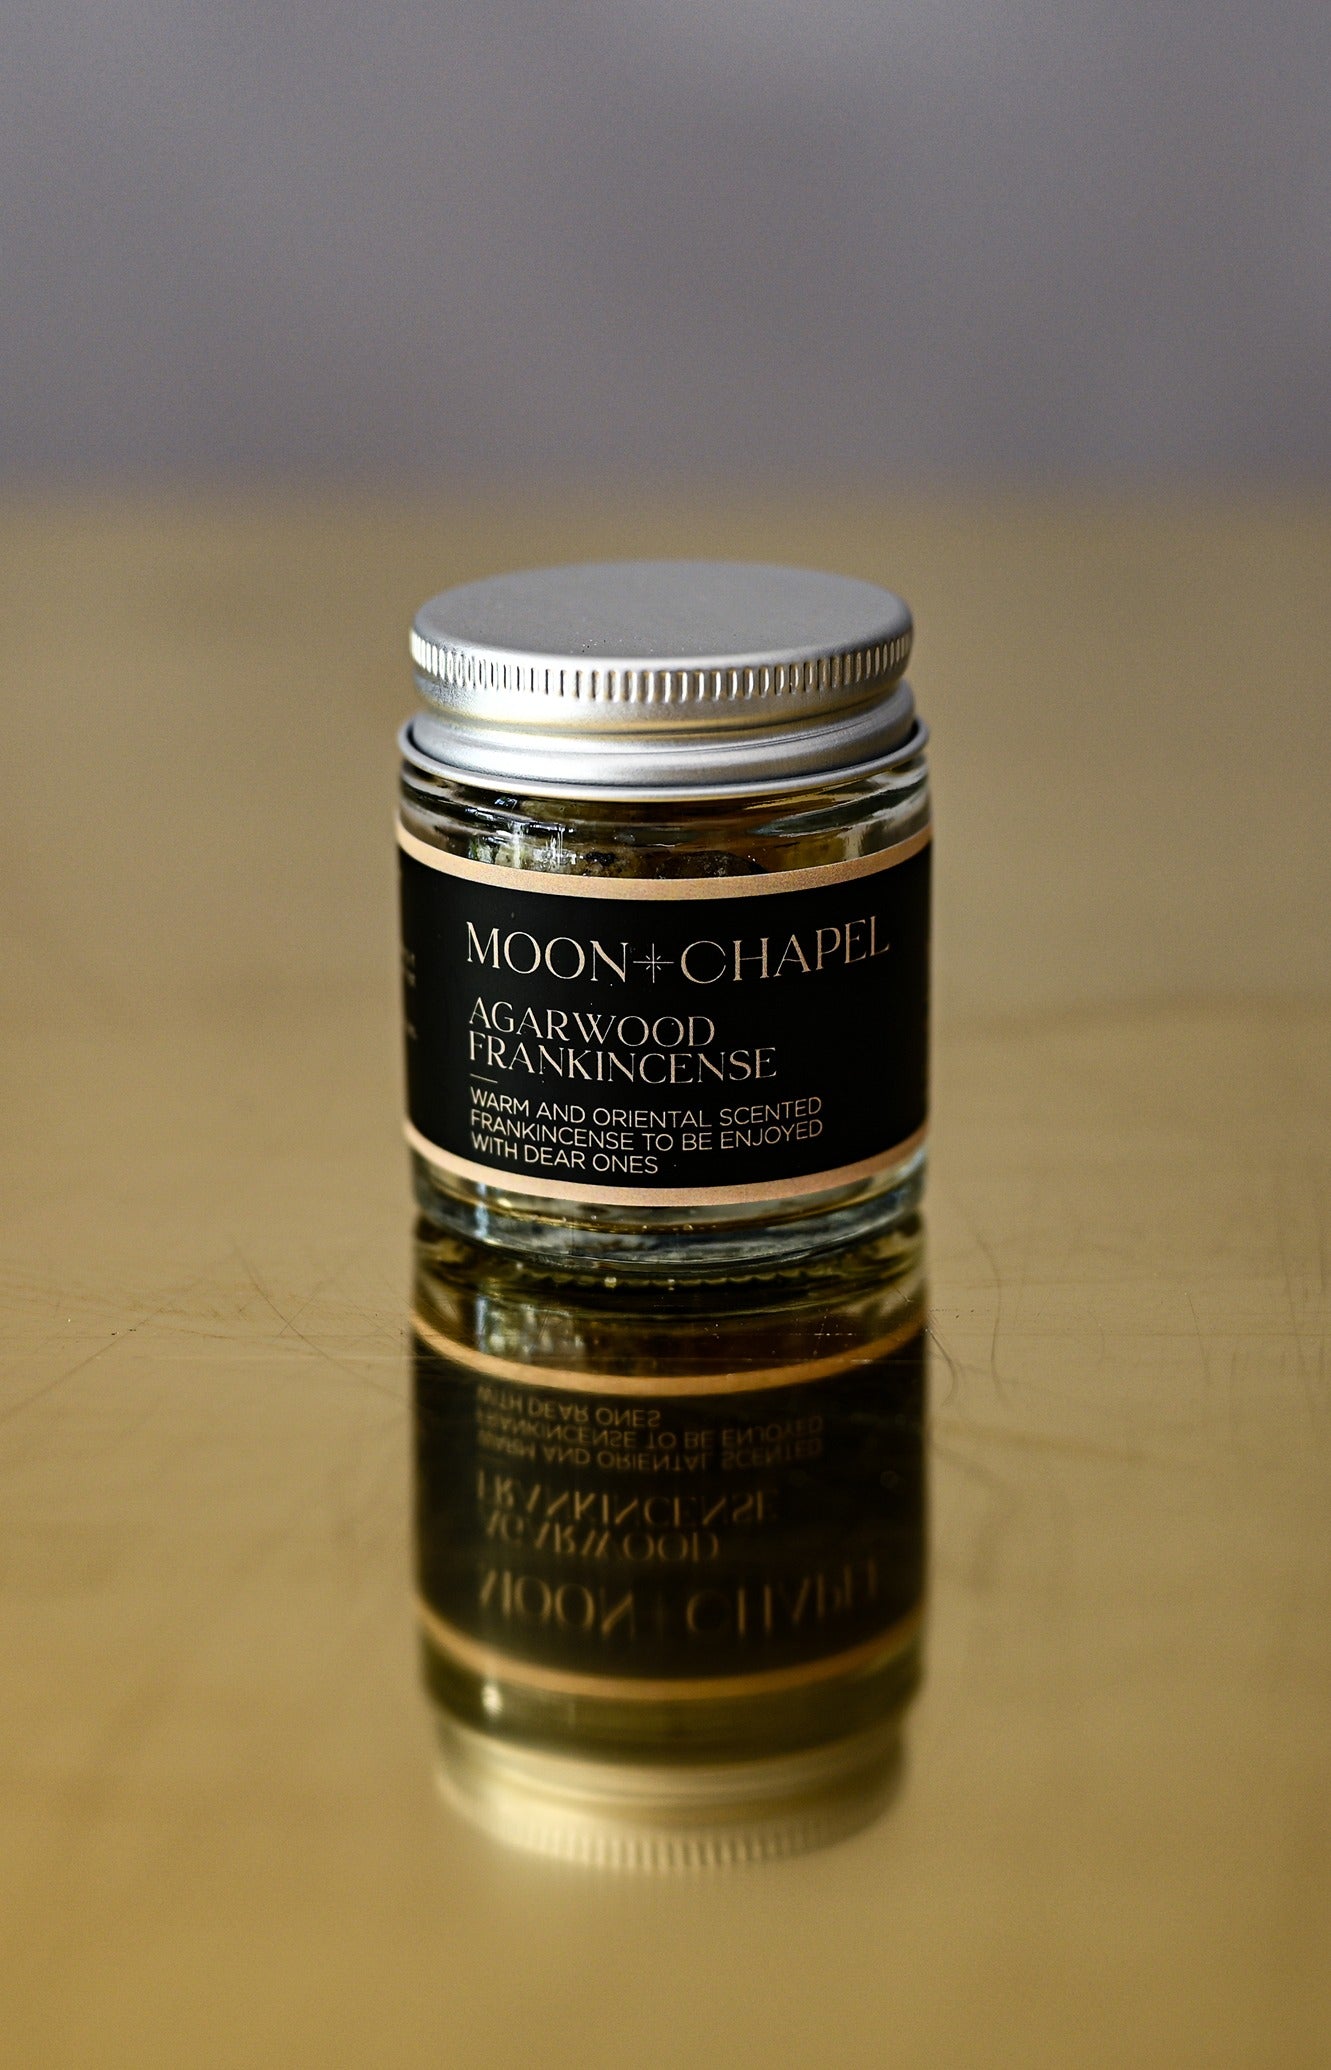 MOON CHAPEL
AGARWOOD
FRANKINCENSE
WARM AND ORIENTAL SCENTED
FRANKINCENSE TO BE ENJOYED
WITH DEAR ONES